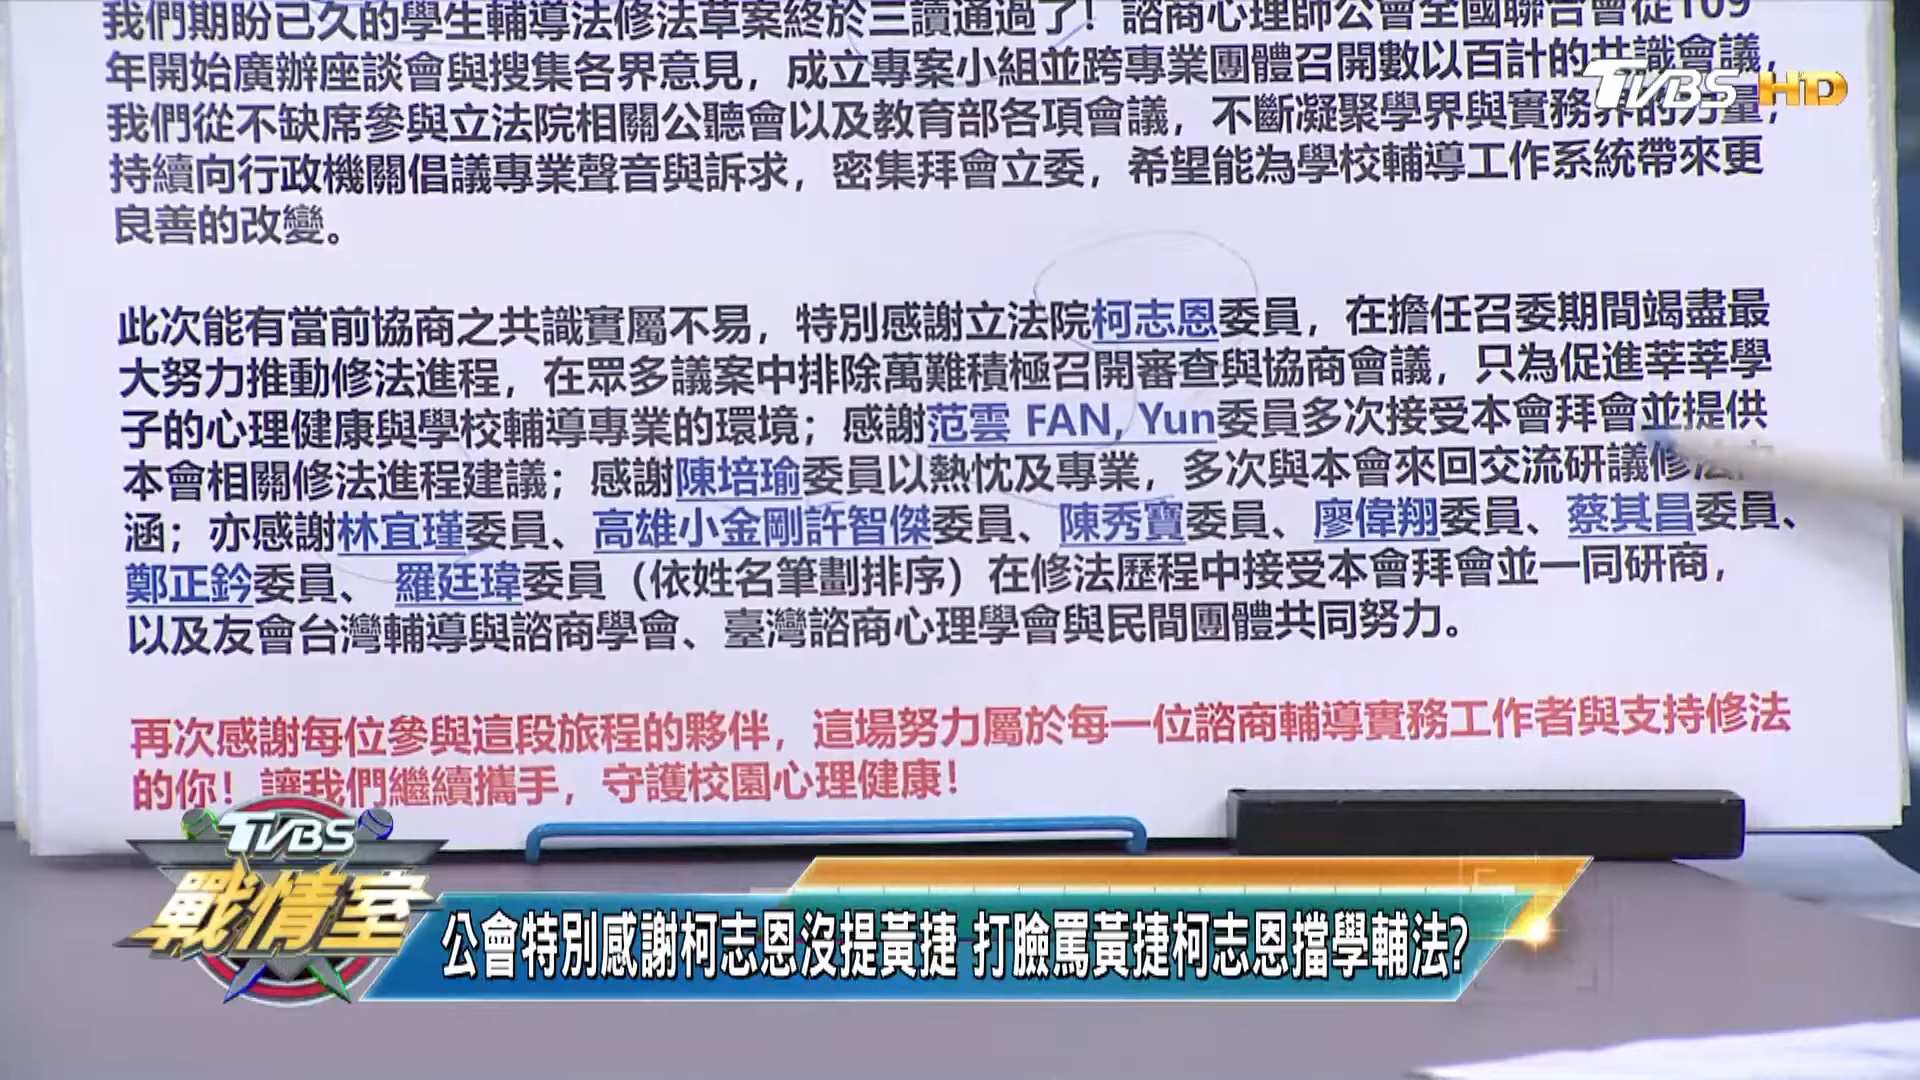 我們期盼已久的學生輔導法修法草案終於三讀通過了！諮商心理師公會全國聯合會從109
年開始廣辦座談會與搜集各界意見，成立專案小組並跨專業團體召開數以百計的共識會議，
我們從不缺席參與立法院相關公聽會以及教育部各項會議，不斷凝聚學界與實務界的力量，
持續向行政機關倡議專業聲音與訴求，密集拜會立委，希望能為學校輔導工作系統帶來更
良善的改變。
此次能有當前協商之共識實屬不易，特別感謝立法院柯志恩委員，在擔任召委期間竭盡最
大努力推動修法進程，在眾多議案中排除萬難積極召開審查與協商會議，只為促進莘莘學
子的心理健康與學校輔導專業的環境；感謝范雲 FAN, Yun委員多次接受本會拜會並提供
本會相關修法進程建議；感謝陳培瑜委員以熱忱及專業，多次與本會來回交流研議修法
涵；亦感謝林宜瑾委員、高雄小金剛許智傑委員、陳秀寶委員、廖偉翔委員、蔡其昌委員、
鄭正鈐委員、羅廷瑋委員（依姓名筆劃排序）在修法歷程中接受本會拜會並一同研商，
以及友會台灣輔導與諮商學會、臺灣諮商心理學會與民間團體共同努力。
再次感謝每位參與這段旅程的夥伴，這場努力屬於每一位諮商輔導實務工作者與支持修法
的你！讓我們繼續攜手，守護校園心理健康！
TVBS HD
TVBS
戰情室
公會特別感謝柯志恩沒提黃捷 打臉罵黃捷柯志恩擋學輔法?